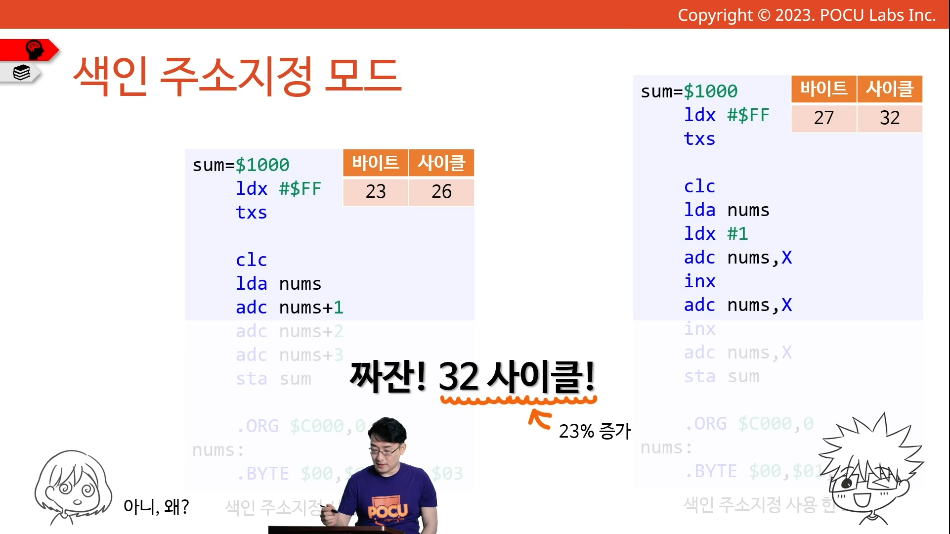 Copyright © 2023. POCU Labs Inc.
색인 주소지정 모드
sum=$1000
ldx #$FF
txs
clc
lda nums
adc nums+1
adc nums+2
adc nums+3
sta sum
.ORG $C000,0
nums:
.BYTE $00,
$03
색인 주소지정
바이트 사이클
23 26
sum=$1000
ldx #$FF
txs
clc
lda nums
ldx #1
adc nums,X
inx
adc nums,X
inx
adc nums,X
sta sum
.ORG $C000,0
nums:
.BYTE $00,$01
색인 주소지정 사용 한
바이트 사이클
27 32
짜잔! 32 사이클!
23% 증가
아니, 왜?
POCU